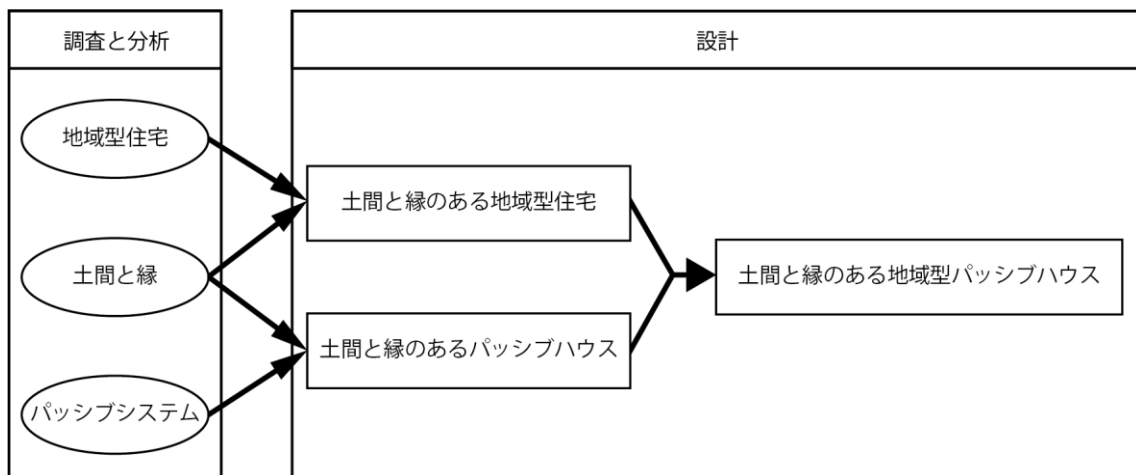 調査と分析
設計
地域型住宅
土間と縁
パッシブシステム
土間と縁のある地域型住宅
土間と縁のあるパッシブハウス
土間と縁のある地域型パッシブハウス